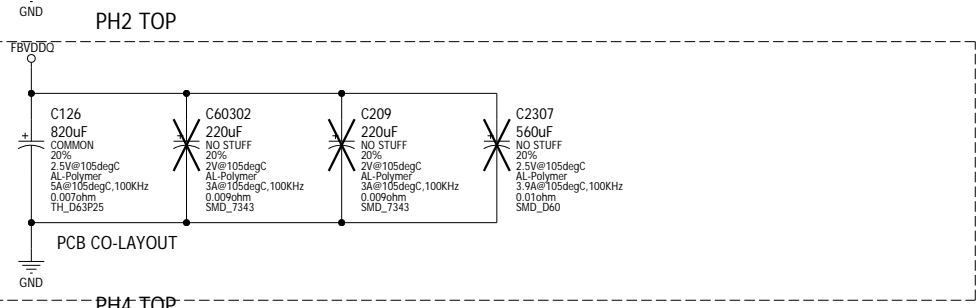 GND
PH2 TOP
FBVDDQ
C126
820uF
COMMON
20%
2.5V@105degC
AL-Polymer
5A@105degC,100KHz
0.007ohm
TH_D63P25
C60302
220uF
NO STUFF
20%
2V@105degC
AL-Polymer
3A@105degC,100KHz
0.009ohm
SMD_7343
C209
220uF
NO STUFF
20%
2V@105degC
AL-Polymer
3A@105degC,100KHz
0.009ohm
SMD_7343
C2307
560uF
NO STUFF
20%
2.5V@105degC
AL-Polymer
3.9A@105degC,100KHz
0.01ohm
SMD_D60
PCB CO-LAYOUT
GND
PH4 TOP